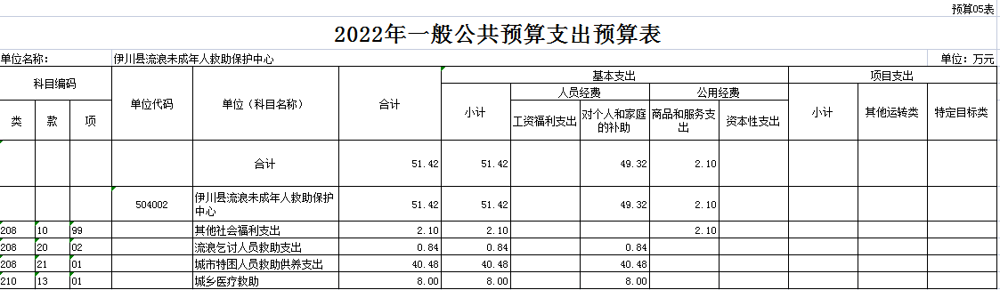 预算05表
2022年一般公共预算支出预算表
单位名称: 伊川县流浪未成年人救助保护中心 单位: 万元
科目编码 单位代码 单位（科目名称） 合计 基本支出 项目支出
小计 人员经费 公用经费 小计 其他运转类 特定目标类
类 款 项 工资福利支出 对个人和家庭的补助 商品和服务支出 资本性支出
合计 51.42 51.42 49.32 2.10
504002 伊川县流浪未成年人救助保护中心 51.42 51.42 49.32 2.10
208 10 99 其他社会福利支出 2.10 2.10 2.10
208 20 02 流浪乞讨人员救助支出 0.84 0.84 0.84
208 21 01 城市特困人员救助供养支出 40.48 40.48 40.48
210 13 01 城乡医疗救助 8.00 8.00 8.00